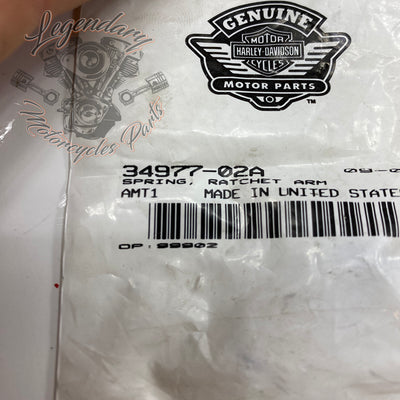 Legendary
Motorcycles Parts
GENUINE
MOTOR
HARLEY-DAVIDSON
CYCLES
MOTOR PARTS
TM
34977-02A
SPRING, RATCHET ARM
AMT1 MADE IN UNITED STATES
OP: 99902